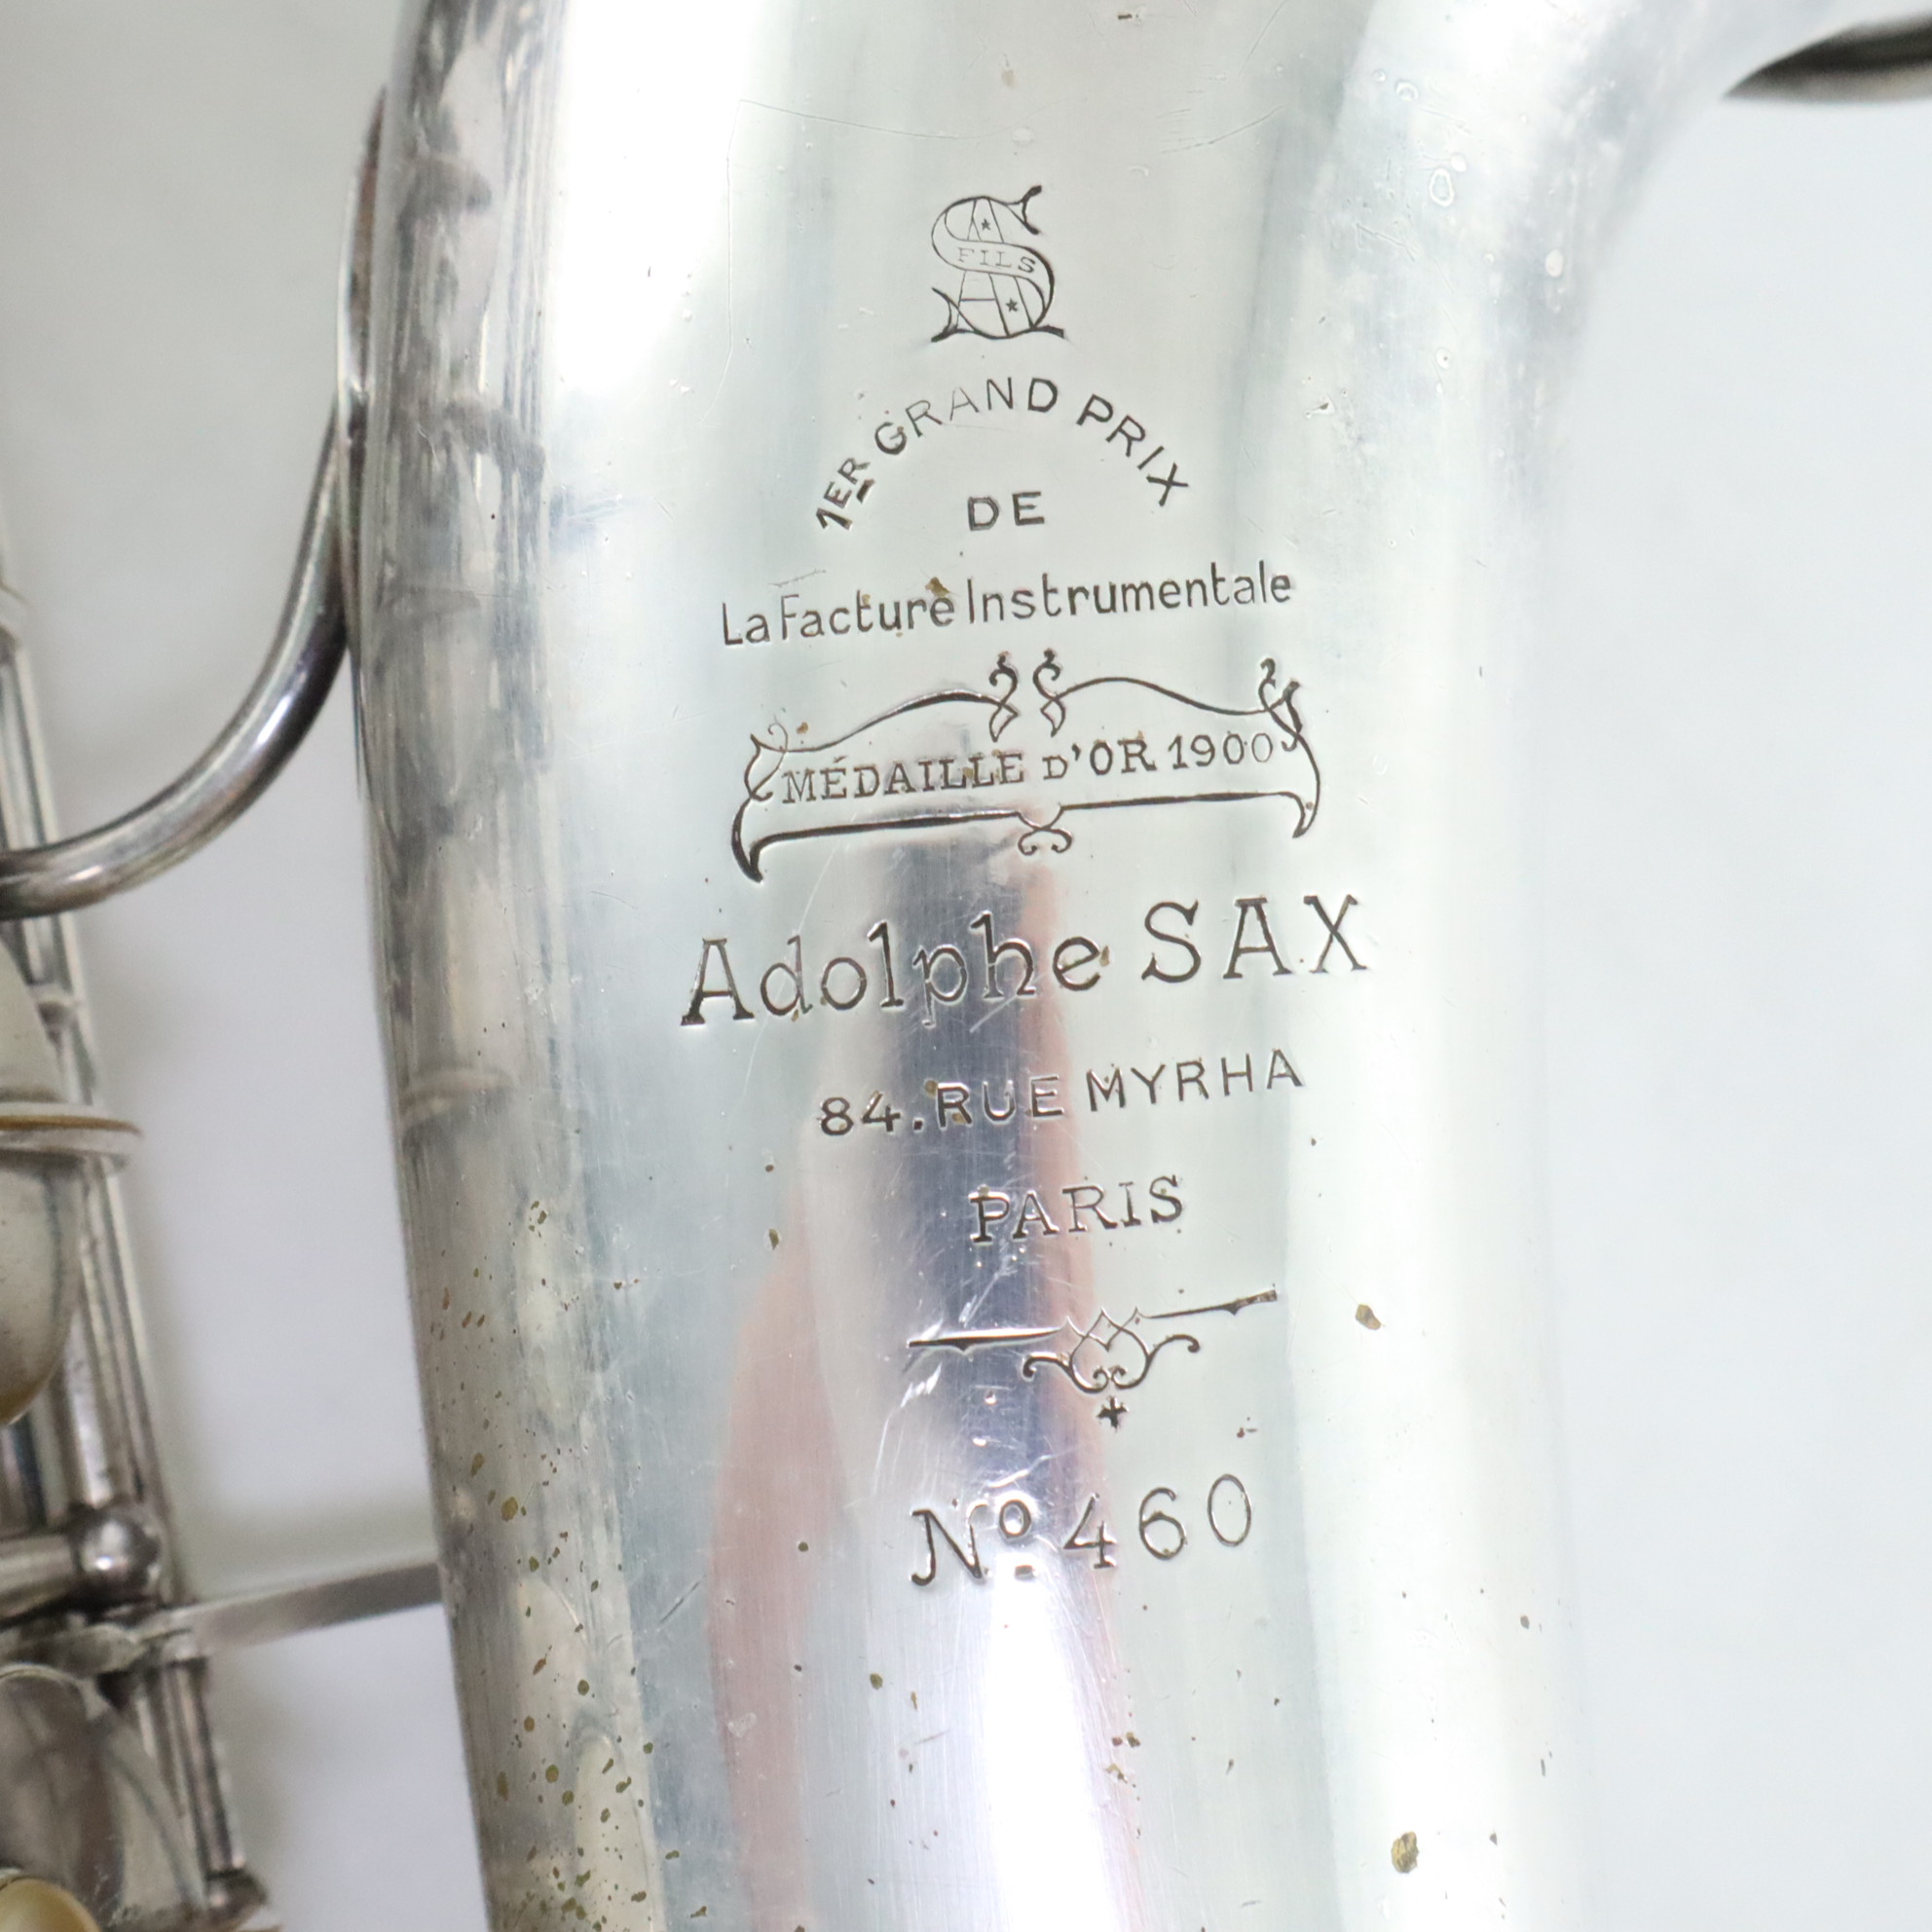 AS
FILS
1ER GRAND PRIX
DE
La Facture Instrumentale
MÉDAILLE D'OR 1900
Adolphe SAX
84. RUE MYRHA
PARIS
Nº 460